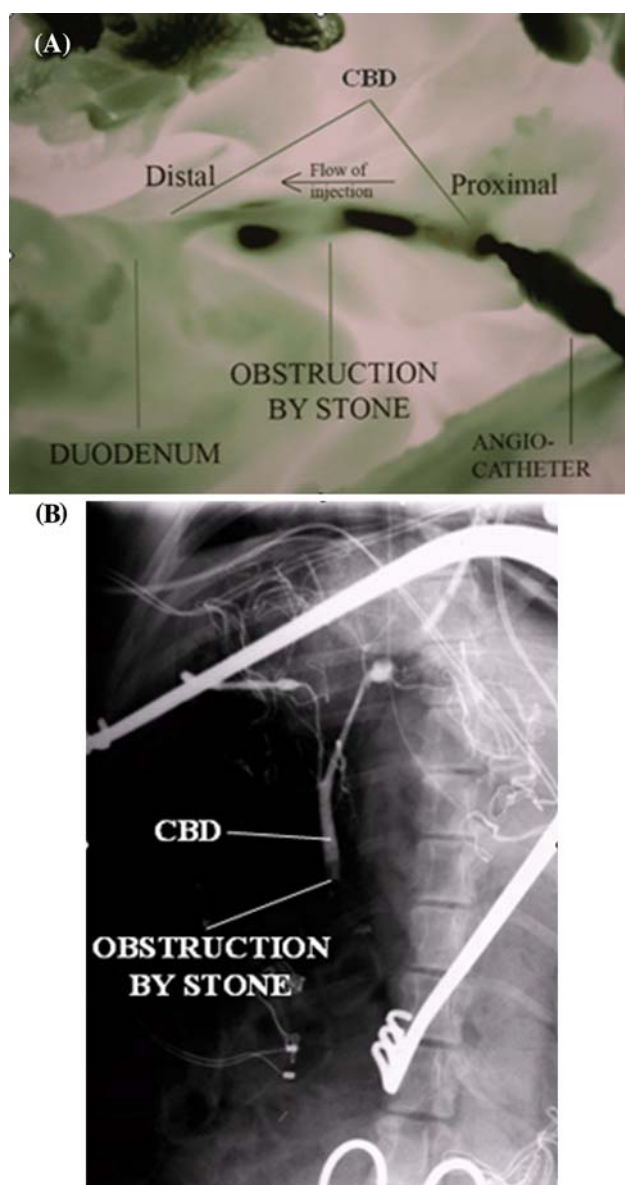 (A)
CBD
Distal
Flow of
injection
Proximal
OBSTRUCTION
BY STONE
DUODENUM
ANGIO-
CATHETER
(B)
CBD
OBSTRUCTION
BY STONE